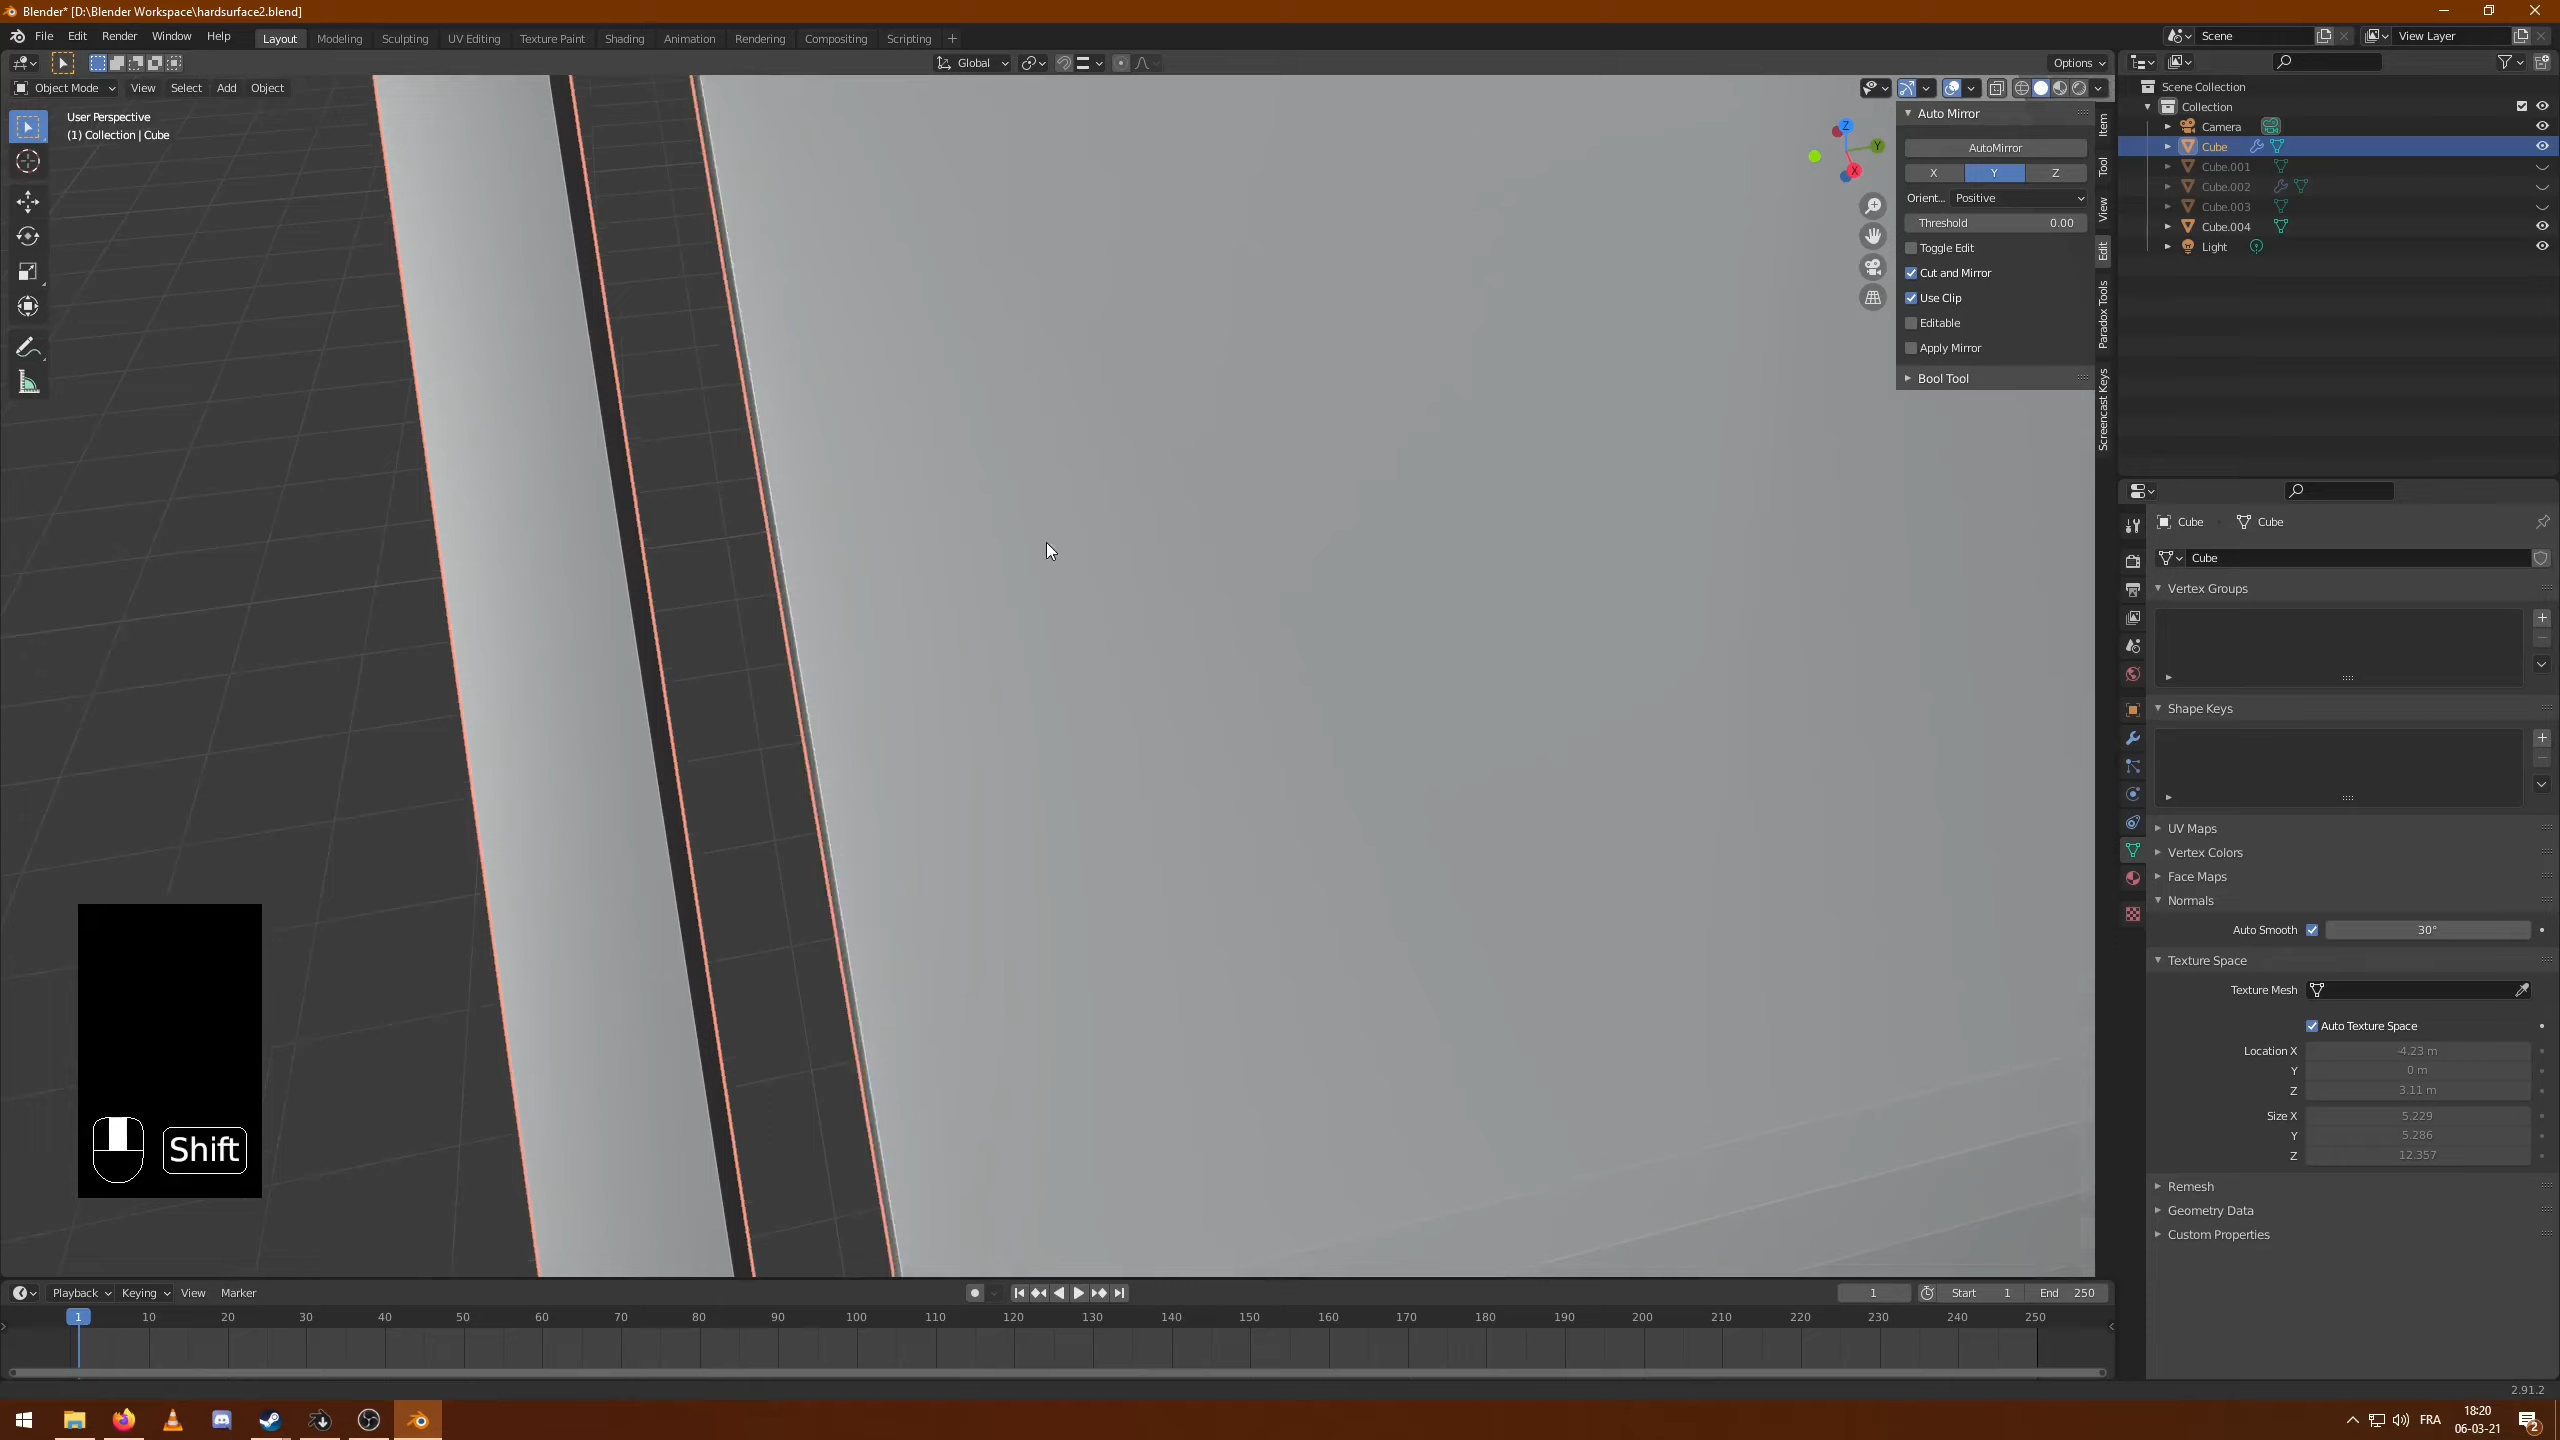 Blender* [D:\Blender Workspace\hardsurface2.blend]
File Edit Render Window Help Layout Modeling Sculpting UV Editing Texture Paint Shading Animation Rendering Compositing Scripting
Scene View Layer
Global Options
Object Mode View Select Add Object
User Perspective
(1) Collection | Cube
Z
Y
X
Auto Mirror
AutoMirror
X Y Z
Orient... Positive
Threshold 0.00
Toggle Edit
Cut and Mirror
Use Clip
Editable
Apply Mirror
Bool Tool
Item
Tool
View
Edit
Paradox Tools
Screencast Keys
Scene Collection
Collection
Camera
Cube
Cube.001
Cube.002
Cube.003
Cube.004
Light
Cube Cube
Cube
Vertex Groups
Shape Keys
UV Maps
Vertex Colors
Face Maps
Normals
Auto Smooth 30°
Texture Space
Texture Mesh
Auto Texture Space
Location X -4.23 m
Y 0 m
Z 3.11 m
Size X 5.229
Y 5.286
Z 12.357
Remesh
Geometry Data
Custom Properties
Shift
Playback Keying View Marker 1 Start 1 End 250
1 10 20 30 40 50 60 70 80 90 100 110 120 130 140 150 160 170 180 190 200 210 220 230 240 250
2.91.2
FRA
18:20
06-03-21
2